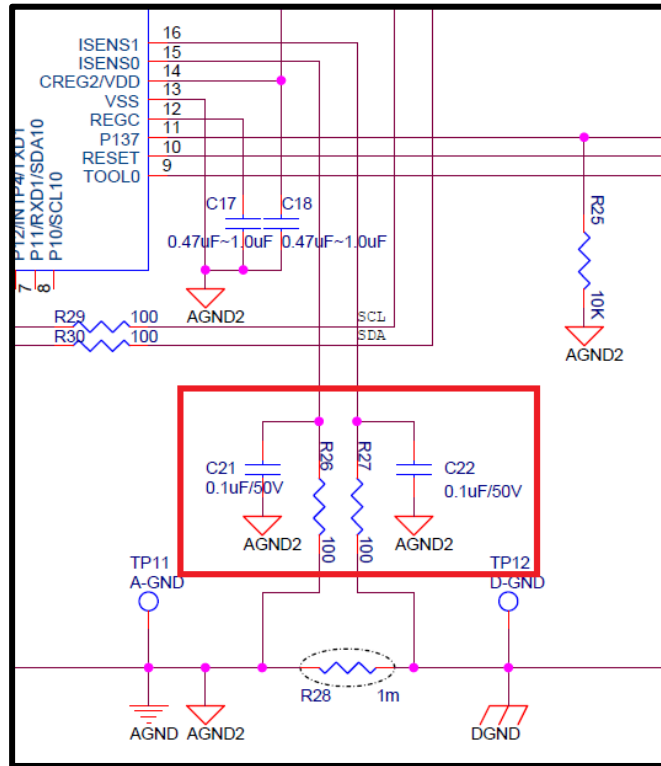 ISENS1 16
ISENS0 15
CREG2/VDD 14
VSS 13
REGC 12
P137 11
RESET 10
TOOL0 9
P12/INTP4/TXD1
P11/RXD1/SDA10
P10/SCL10
7 8
C17 C18
0.47uF~1.0uF 0.47uF~1.0uF
R25
10K
AGND2
AGND2
R29 100 SCL
R30 100 SDA
C21
0.1uF/50V
AGND2
R26
100
R27
100
C22
0.1uF/50V
AGND2
TP11
A-GND
TP12
D-GND
R28 1m
AGND AGND2 DGND